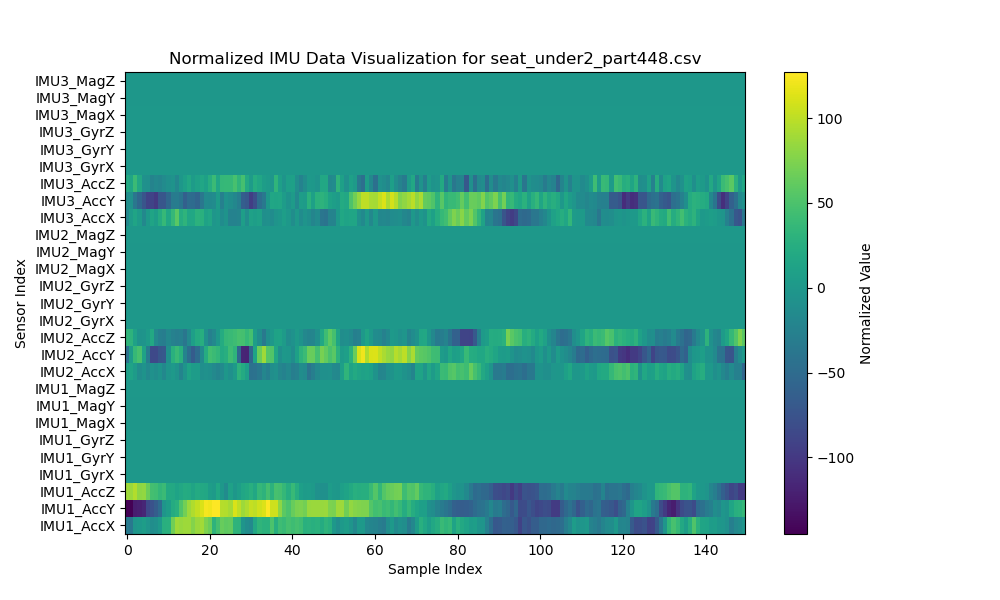 Normalized IMU Data Visualization for seat_under2_part448.csv
IMU3_MagZ
IMU3_MagY
IMU3_MagX
IMU3_GyrZ
IMU3_GyrY
IMU3_GyrX
IMU3_AccZ
IMU3_AccY
IMU3_AccX
IMU2_MagZ
IMU2_MagY
IMU2_MagX
IMU2_GyrZ
IMU2_GyrY
IMU2_GyrX
IMU2_AccZ
IMU2_AccY
IMU2_AccX
IMU1_MagZ
IMU1_MagY
IMU1_MagX
IMU1_GyrZ
IMU1_GyrY
IMU1_GyrX
IMU1_AccZ
IMU1_AccY
IMU1_AccX
Sensor Index
0 20 40 60 80 100 120 140
Sample Index
100
50
0
−50
−100
Normalized Value